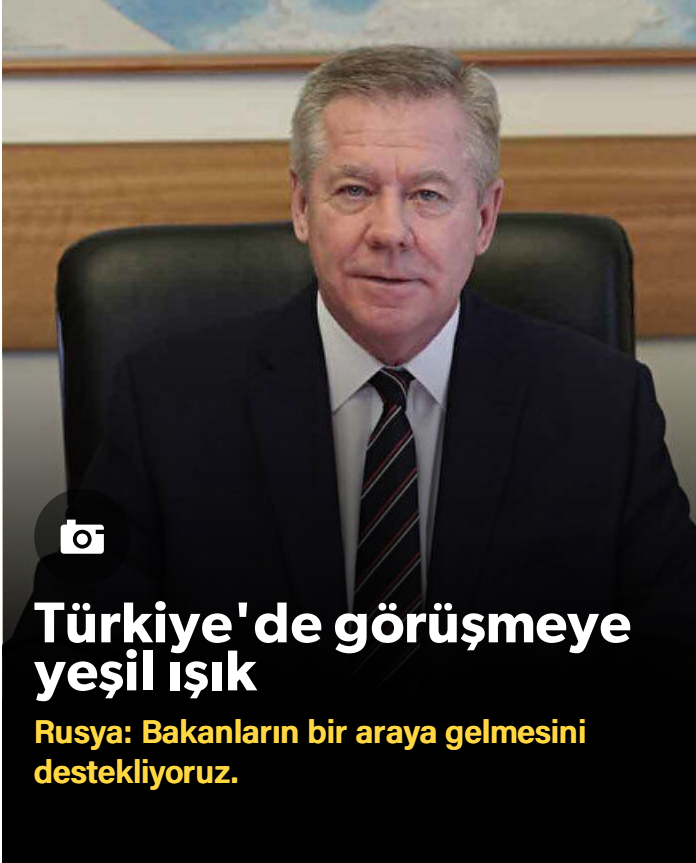 Türkiye'de görüşmeye
yeşil ışık
Rusya: Bakanların bir araya gelmesini
destekliyoruz.